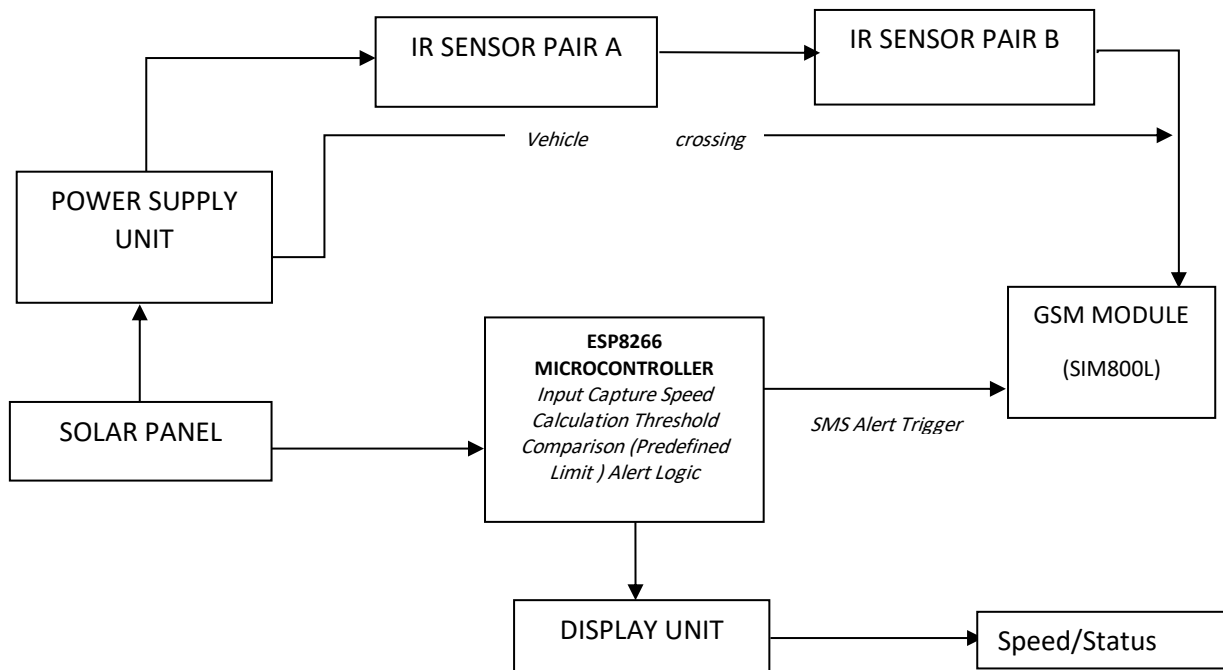 IR SENSOR PAIR A
IR SENSOR PAIR B
Vehicle crossing
POWER SUPPLY
UNIT
GSM MODULE
(SIM800L)
ESP8266
MICROCONTROLLER
Input Capture Speed
Calculation Threshold
Comparison (Predefined
Limit ) Alert Logic
SMS Alert Trigger
SOLAR PANEL
DISPLAY UNIT
Speed/Status